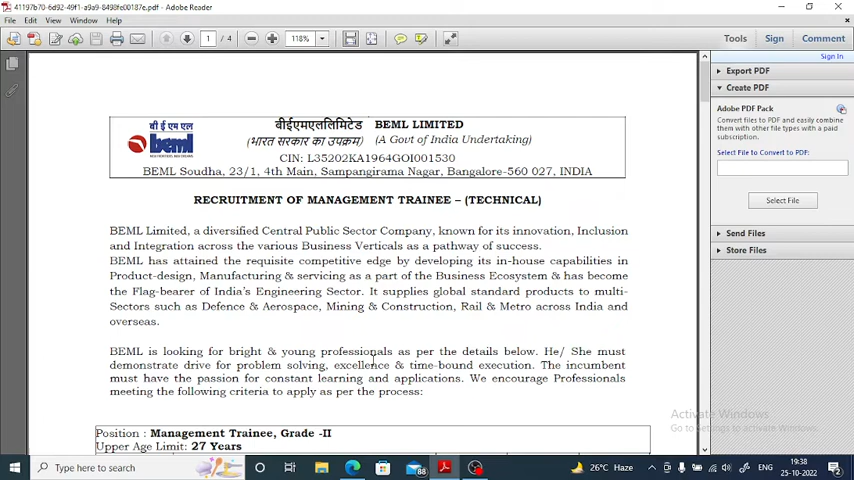 41197b70-6d92-49f1-a9a9-8498fe00187e.pdf - Adobe Reader
File Edit View Window Help
1 / 4 118% Tools Sign Comment
Sign In
Export PDF
Create PDF
Adobe PDF Pack
Convert files to PDF and easily combine
them with other file types with a paid
subscription.
Select File to Convert to PDF:
Select File
Send Files
Store Files
बी ई एम एल
beml
बीईएमएललिमिटेड BEML LIMITED
(भारत सरकार का उपक्रम) (A Govt of India Undertaking)
CIN: L35202KA1964GOI001530
BEML Soudha, 23/1, 4th Main, Sampangirama Nagar, Bangalore-560 027, INDIA
RECRUITMENT OF MANAGEMENT TRAINEE – (TECHNICAL)
BEML Limited, a diversified Central Public Sector Company, known for its innovation, Inclusion
and Integration across the various Business Verticals as a pathway of success.
BEML has attained the requisite competitive edge by developing its in-house capabilities in
Product-design, Manufacturing & servicing as a part of the Business Ecosystem & has become
the Flag-bearer of India's Engineering Sector. It supplies global standard products to multi-
Sectors such as Defence & Aerospace, Mining & Construction, Rail & Metro across India and
overseas.
BEML is looking for bright & young professionals as per the details below. He/ She must
demonstrate drive for problem solving, excellence & time-bound execution. The incumbent
must have the passion for constant learning and applications. We encourage Professionals
meeting the following criteria to apply as per the process:
Position : Management Trainee, Grade -II
Upper Age Limit: 27 Years
Activate Windows
Go to Settings to activate Windows.
Type here to search
88
26°C Haze
ENG
19:38
25-10-2022
2